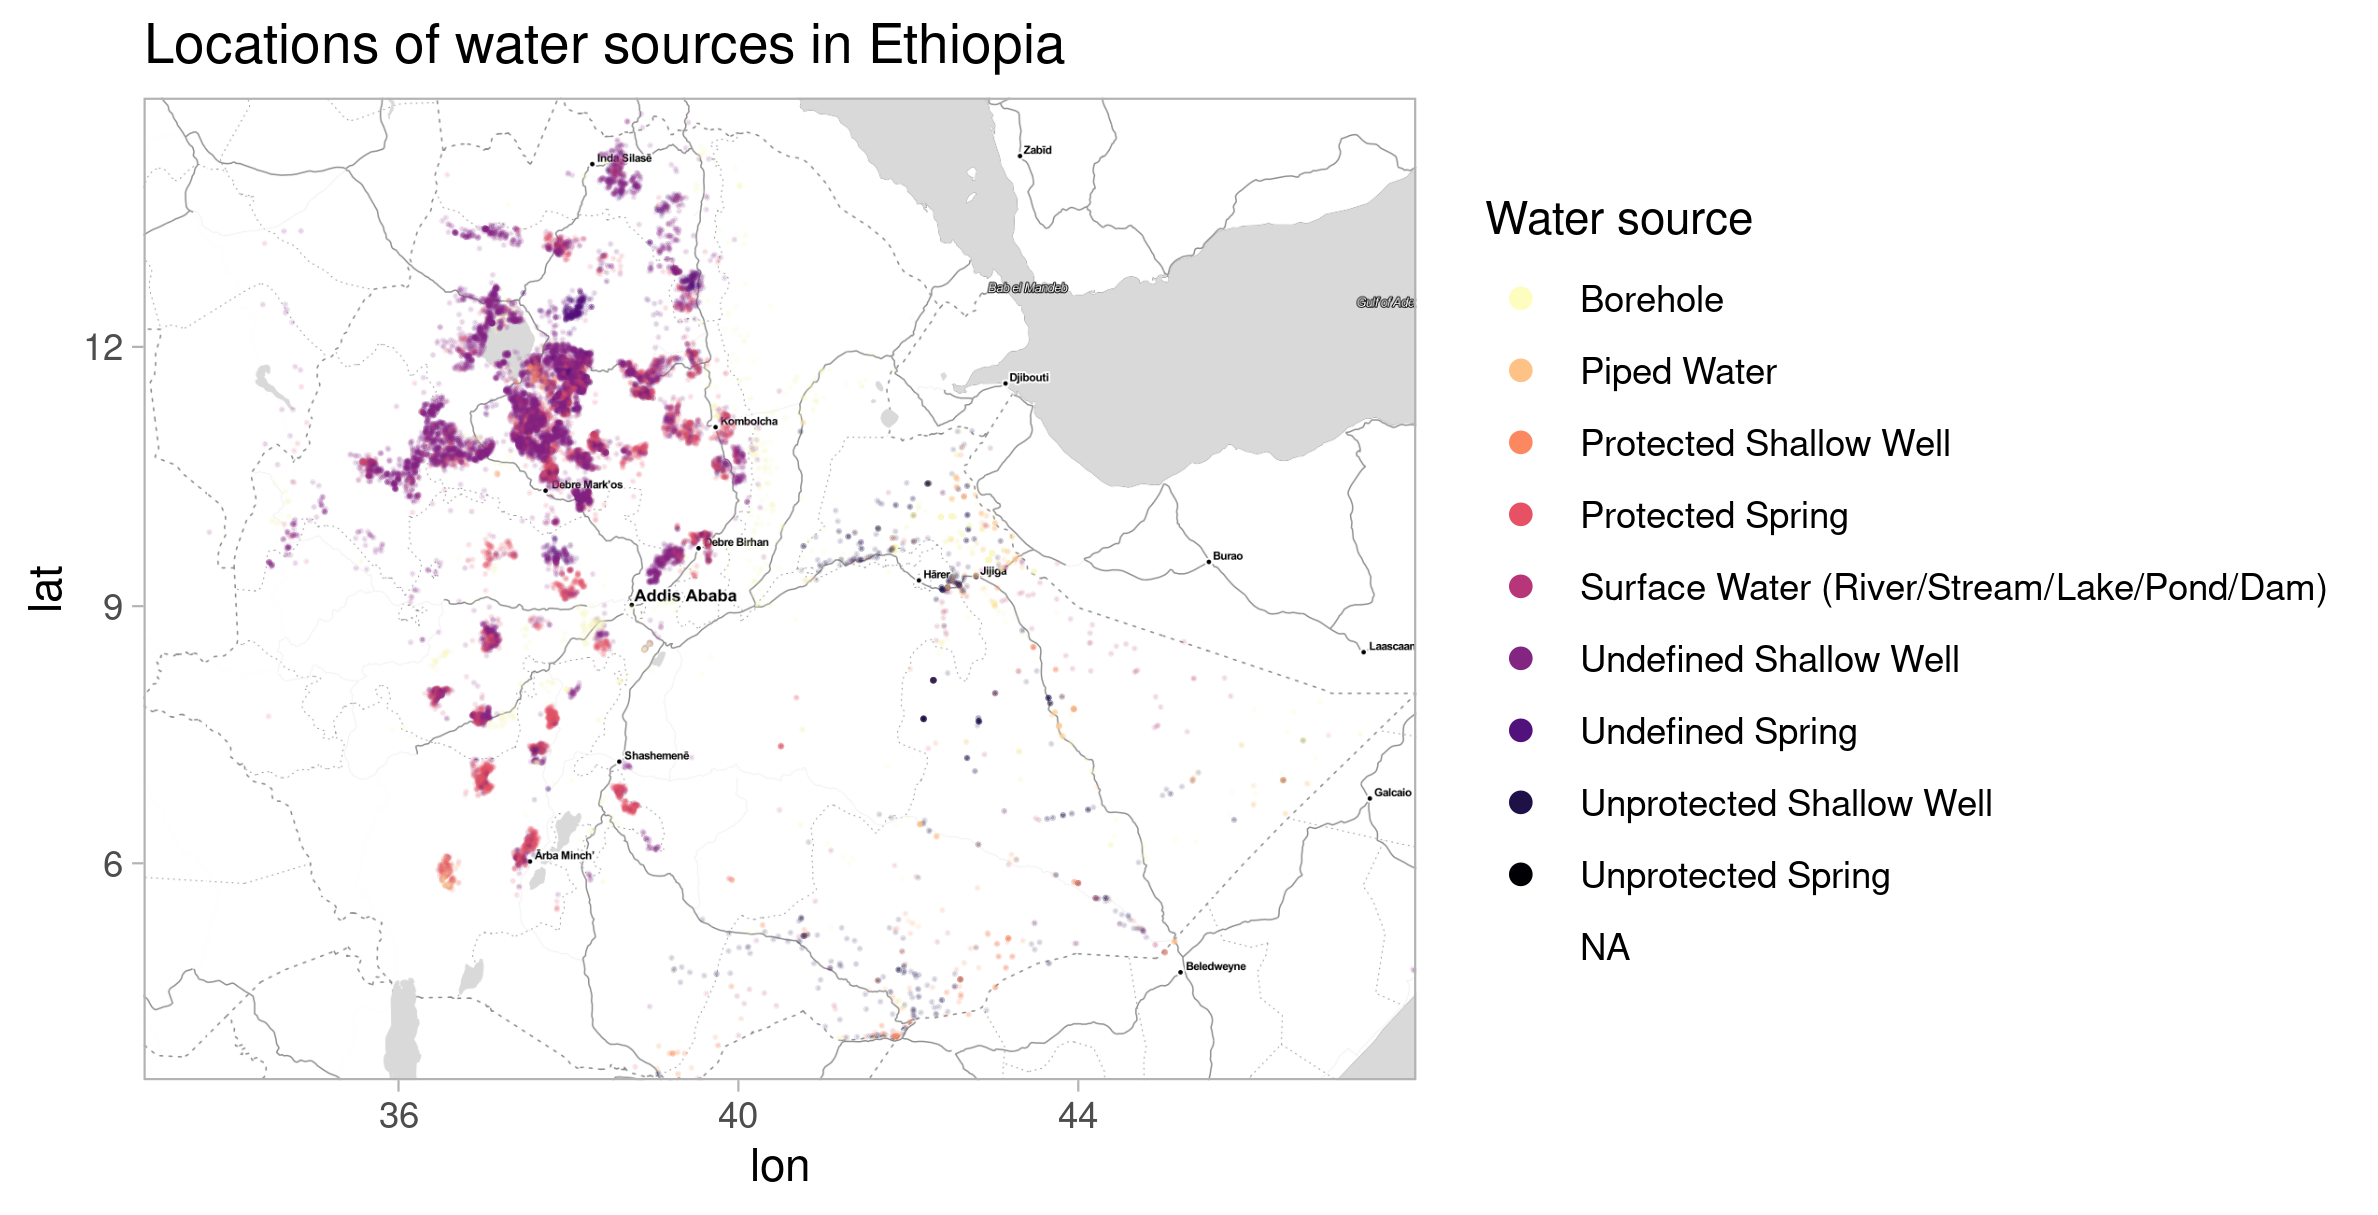 Locations of water sources in Ethiopia
Inda Silasē
Zabīd
Bab el Mandeb
Gulf of Ade
Djibouti
Kombolcha
Debre Mark'os
Debre Birhan
Burao
Härer
Jijiga
Addis Ababa
Laascaan
Shashemenē
Galcaio
Ārba Minch'
Beledweyne
12
9
6
lat
36
40
44
lon
Water source
Borehole
Piped Water
Protected Shallow Well
Protected Spring
Surface Water (River/Stream/Lake/Pond/Dam)
Undefined Shallow Well
Undefined Spring
Unprotected Shallow Well
Unprotected Spring
NA